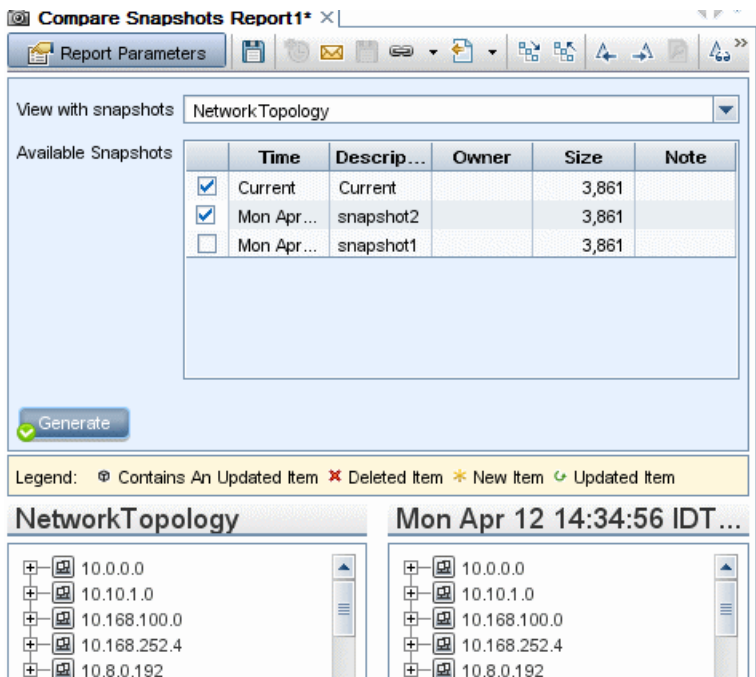 Compare Snapshots Report1*
Report Parameters
View with snapshots NetworkTopology
Available Snapshots
Time Descrip... Owner Size Note
Current Current 3,861
Mon Apr... snapshot2 3,861
Mon Apr... snapshot1 3,861
Generate
Legend: Contains An Updated Item Deleted Item New Item Updated Item
NetworkTopology Mon Apr 12 14:34:56 IDT...
10.0.0.0 10.0.0.0
10.10.1.0 10.10.1.0
10.168.100.0 10.168.100.0
10.168.252.4 10.168.252.4
10.8.0.192 10.8.0.192